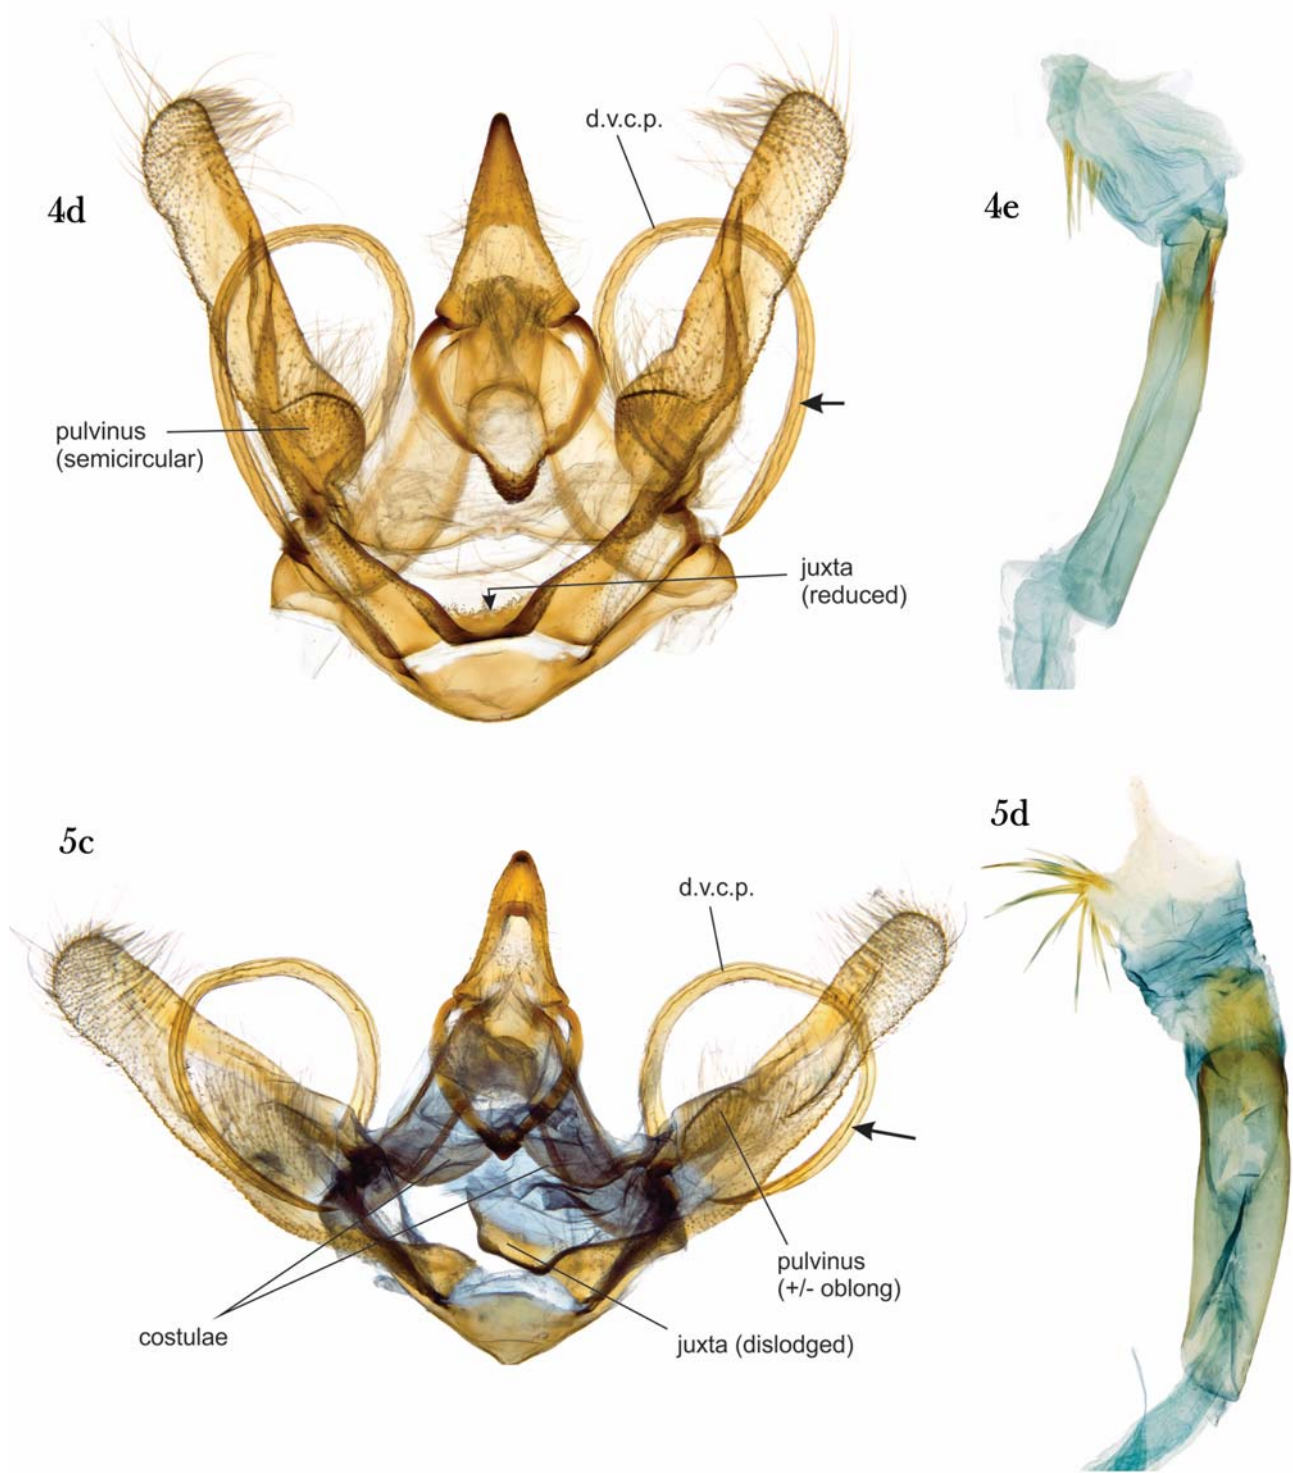 d.v.c.p.
4d
4e
pulvinus
(semicircular)
juxta
(reduced)
5d
5c
d.v.c.p.
pulvinus
(+/- oblong)
costulae
juxta (dislodged)